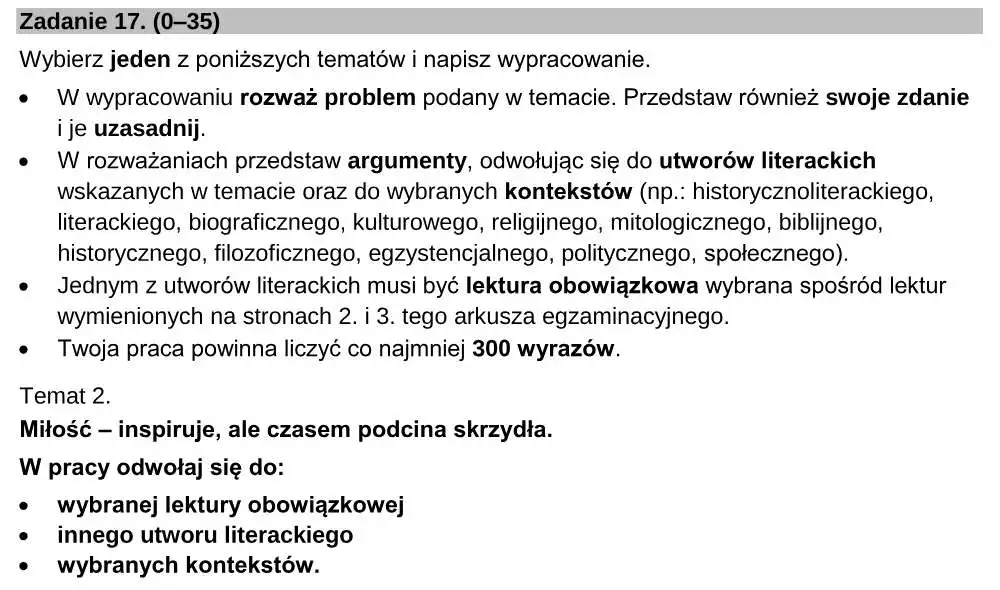 Zadanie 17. (0–35)
Wybierz jeden z poniższych tematów i napisz wypracowanie.
• W wypracowaniu rozważ problem podany w temacie. Przedstaw również swoje zdanie
i je uzasadnij.
• W rozważaniach przedstaw argumenty, odwołując się do utworów literackich
wskazanych w temacie oraz do wybranych kontekstów (np.: historycznoliterackiego,
literackiego, biograficznego, kulturowego, religijnego, mitologicznego, biblijnego,
historycznego, filozoficznego, egzystencjalnego, politycznego, społecznego).
• Jednym z utworów literackich musi być lektura obowiązkowa wybrana spośród lektur
wymienionych na stronach 2. i 3. tego arkusza egzaminacyjnego.
• Twoja praca powinna liczyć co najmniej 300 wyrazów.
Temat 2.
Miłość – inspiruje, ale czasem podcina skrzydła.
W pracy odwołaj się do:
• wybranej lektury obowiązkowej
• innego utworu literackiego
• wybranych kontekstów.